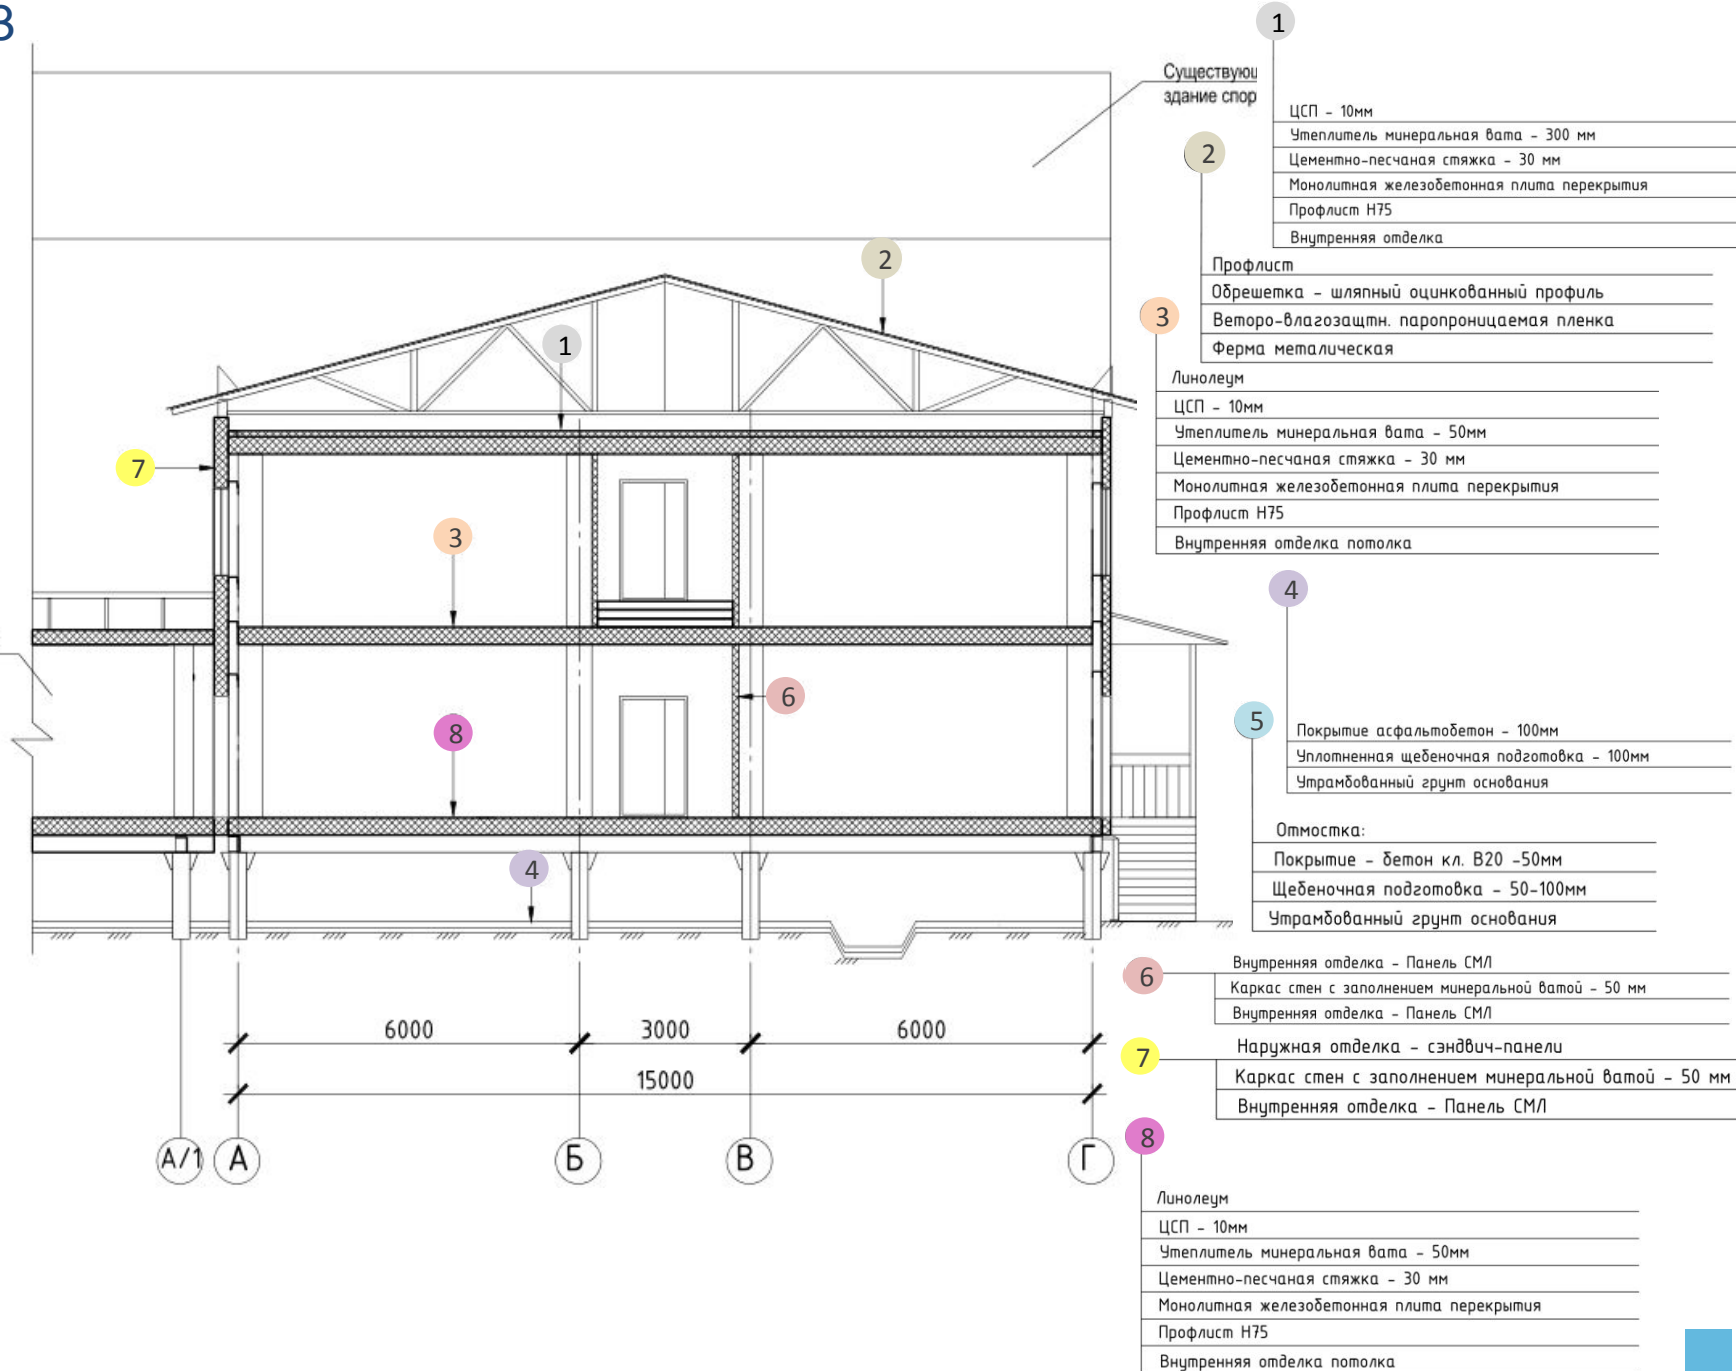 В
1
Существующ
здание спор
ЦСП – 10мм
Утеплитель минеральная вата – 300 мм
Цементно-песчаная стяжка – 30 мм
Монолитная железобетонная плита перекрытия
Профлист Н75
Внутренняя отделка
2
Профлист
Обрешетка – шляпный оцинкованный профиль
Веторо-влагозащтн. паропроницаемая пленка
Ферма металическая
3
Линолеум
ЦСП – 10мм
Утеплитель минеральная вата – 50мм
Цементно-песчаная стяжка – 30 мм
Монолитная железобетонная плита перекрытия
Профлист Н75
Внутренняя отделка потолка
2
1
7
3
6
8
4
4
Покрытие асфальтобетон – 100мм
Уплотненная щебеночная подготовка – 100мм
Утрамбованный грунт основания
5
Отмостка:
Покрытие – бетон кл. В20 –50мм
Щебеночная подготовка – 50–100мм
Утрамбованный грунт основания
6
Внутренняя отделка – Панель СМЛ
Каркас стен с заполнением минеральной ватой – 50 мм
Внутренняя отделка – Панель СМЛ
7
Наружная отделка – сэндвич-панели
Каркас стен с заполнением минеральной ватой – 50 мм
Внутренняя отделка – Панель СМЛ
6000
3000
6000
15000
А/1
А
Б
В
Г
8
Линолеум
ЦСП – 10мм
Утеплитель минеральная вата – 50мм
Цементно-песчаная стяжка – 30 мм
Монолитная железобетонная плита перекрытия
Профлист Н75
Внутренняя отделка потолка